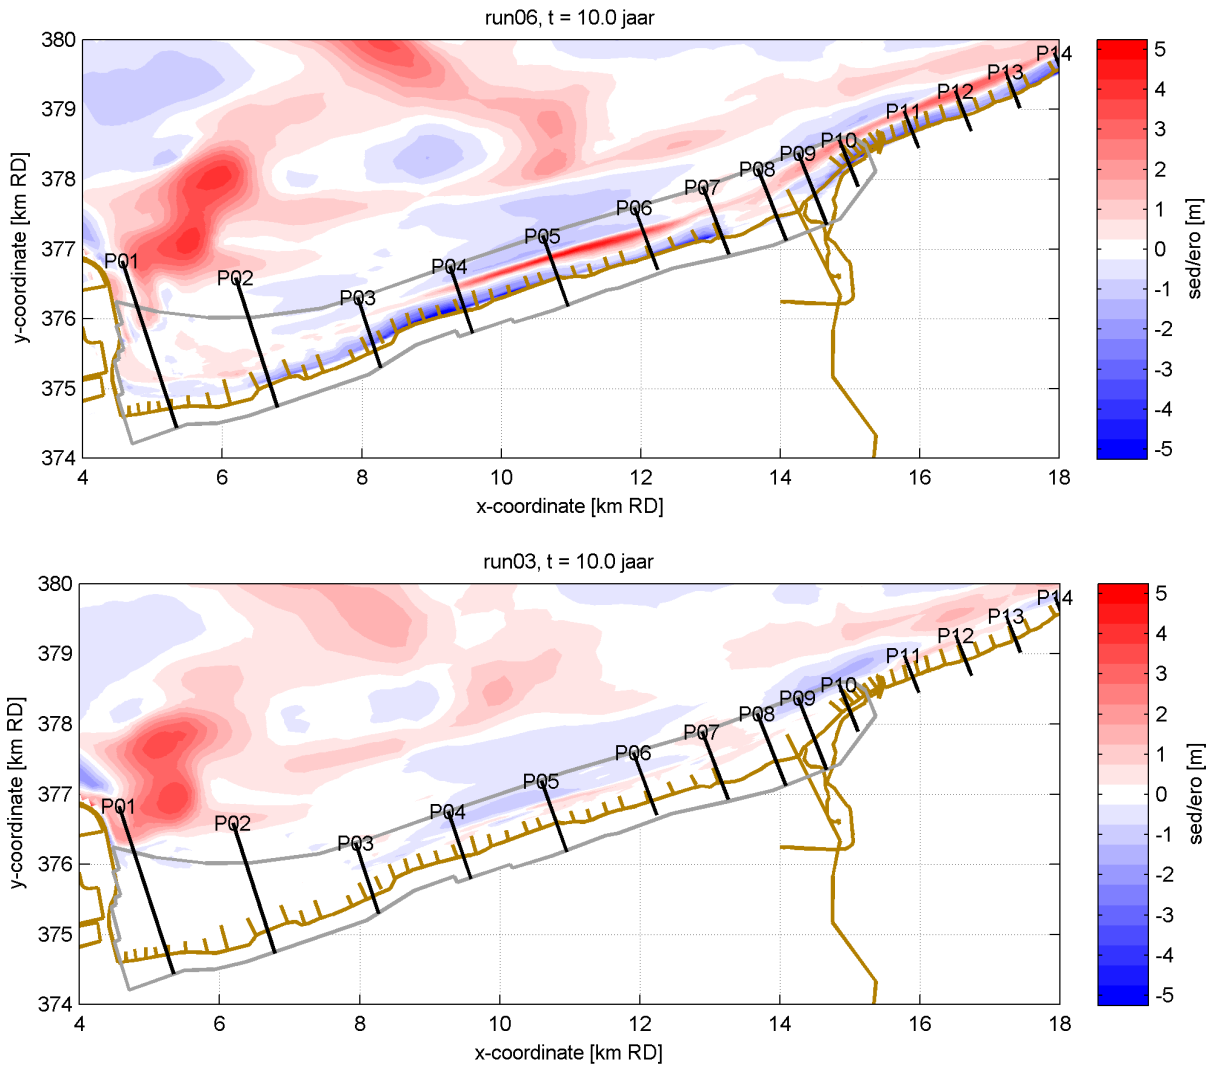 run06, t = 10.0 jaar
380
379
378
377
376
375
374
y-coordinate [km RD]
P01
P02
P03
P04
P05
P06
P07
P08
P09
P10
P11
P12
P13
P14
4 6 8 10 12 14 16 18
x-coordinate [km RD]
5
4
3
2
1
0
-1
-2
-3
-4
-5
sed/ero [m]
run03, t = 10.0 jaar
380
379
378
377
376
375
374
y-coordinate [km RD]
P01
P02
P03
P04
P05
P06
P07
P08
P09
P10
P11
P12
P13
P14
4 6 8 10 12 14 16 18
x-coordinate [km RD]
5
4
3
2
1
0
-1
-2
-3
-4
-5
sed/ero [m]